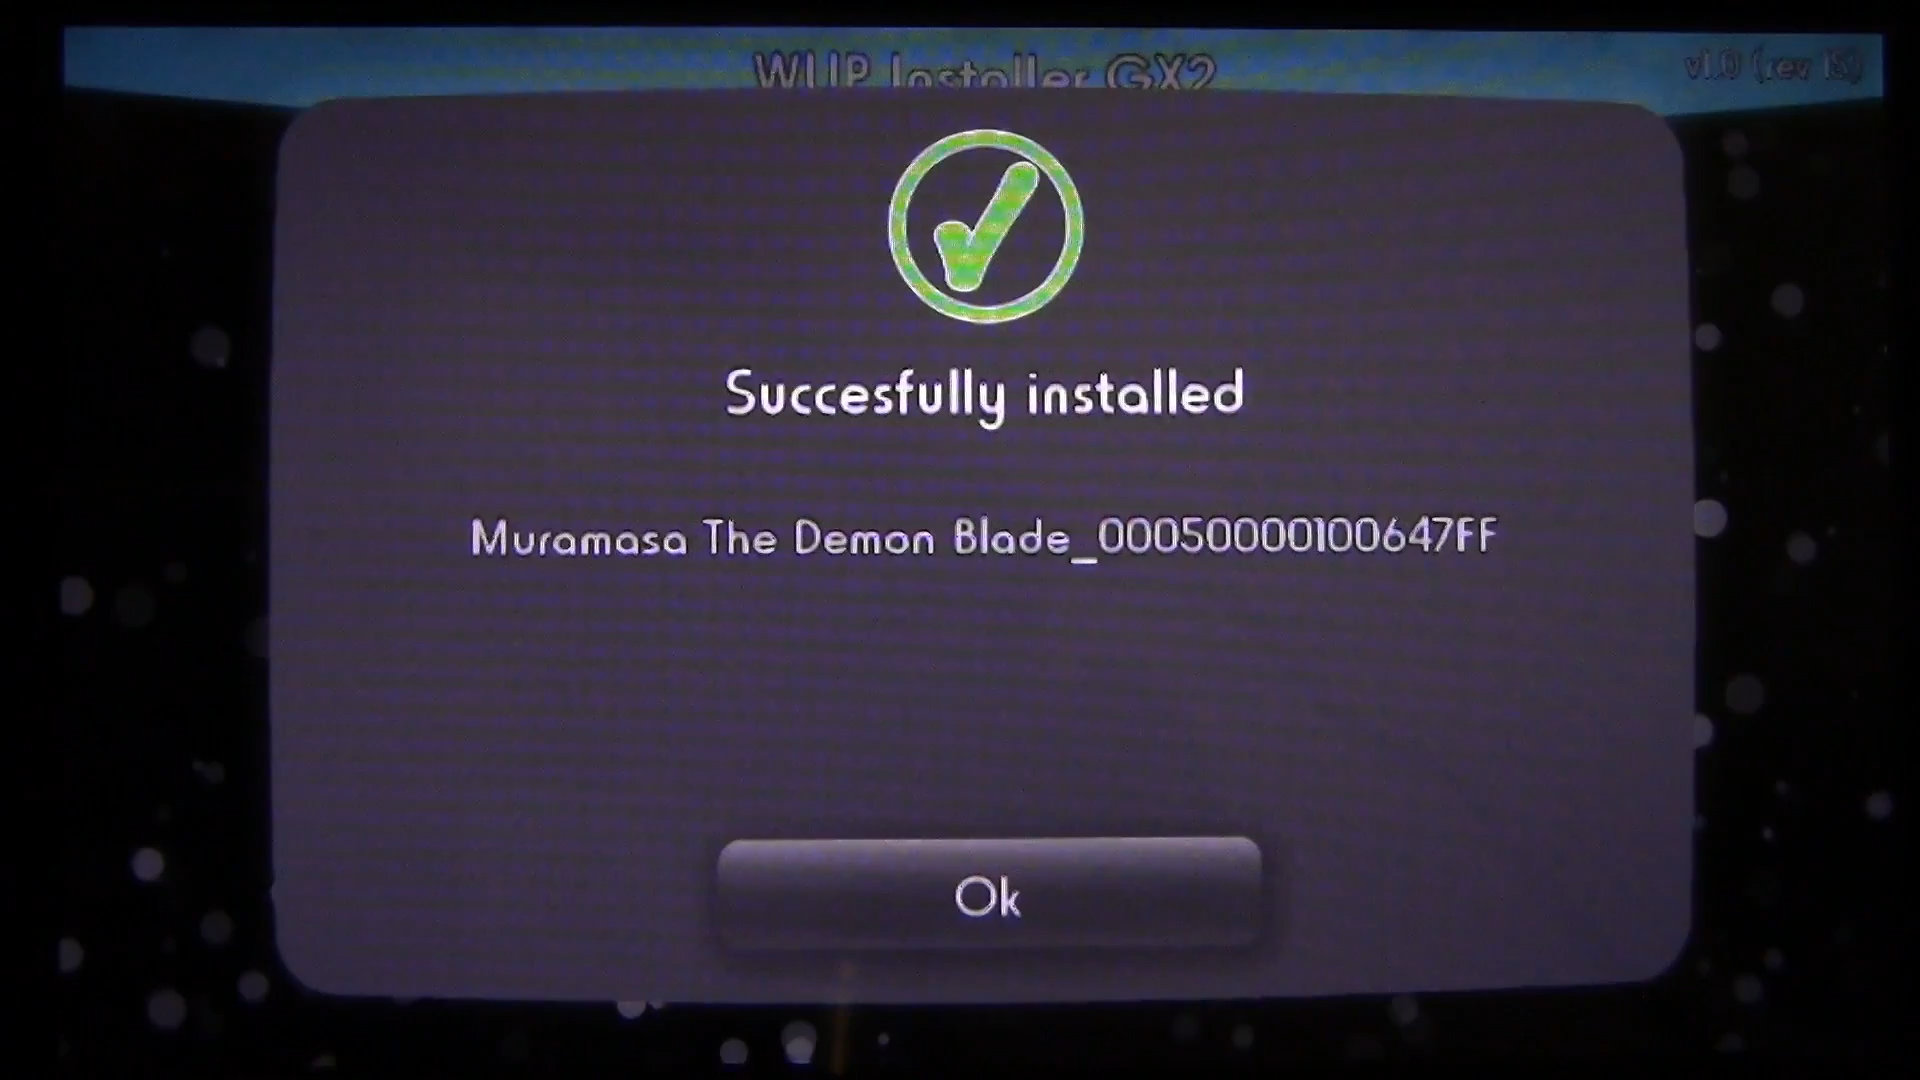 WUP Installer GX2
v1.0 (rev 15)
Succesfully installed
Muramasa The Demon Blade_00050000100647FF
Ok